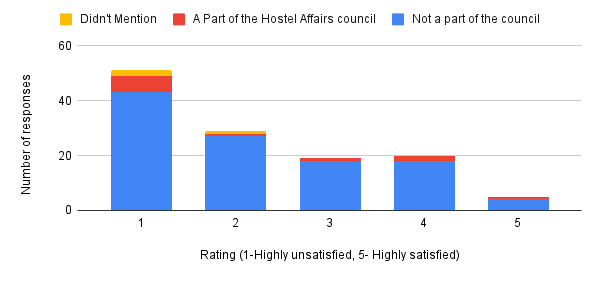 Didn't Mention A Part of the Hostel Affairs council Not a part of the council
60
40
20
0
Number of responses
1 2 3 4 5
Rating (1-Highly unsatisfied, 5- Highly satisfied)